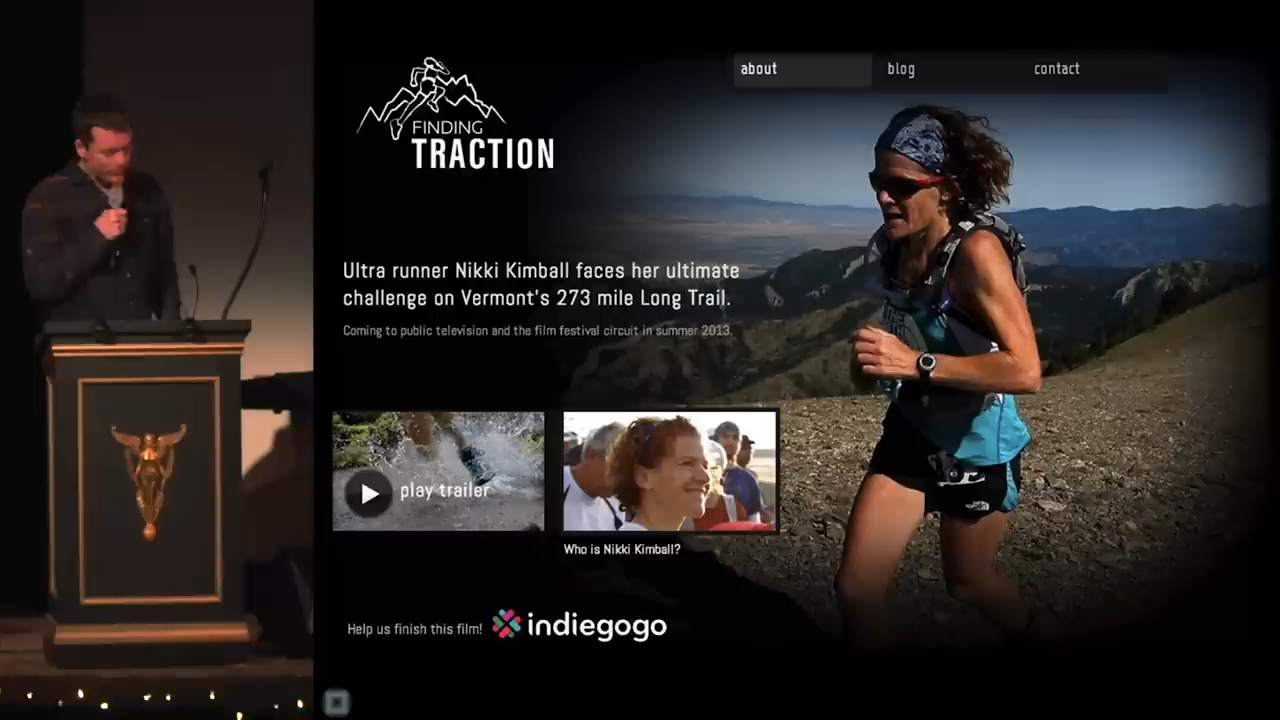 about
blog
contact
FINDING
TRACTION
Ultra runner Nikki Kimball faces her ultimate
challenge on Vermont's 273 mile Long Trail.
Coming to public television and the film festival circuit in summer 2013.
play trailer
Who is Nikki Kimball?
Help us finish this film!
indiegogo